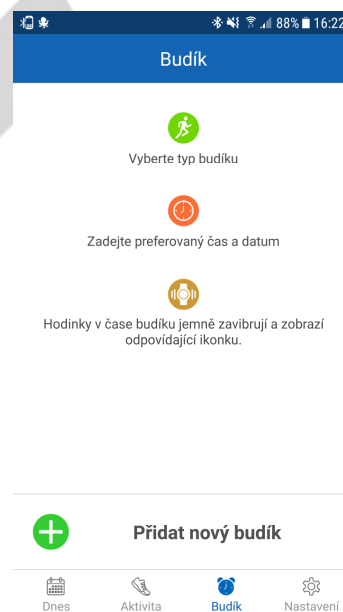 88% 16:22
Budík
Vyberte typ budíku
Zadejte preferovaný čas a datum
Hodinky v čase budíku jemně zavibrují a zobrazí
odpovídající ikonku.
Přidat nový budík
Dnes Aktivita Budík Nastavení